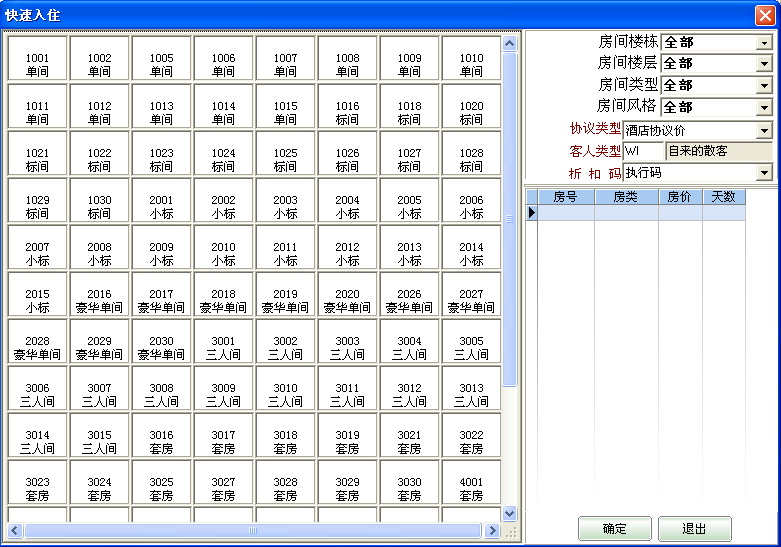 快速入住
1001 1002 1005 1006 1007 1008 1009 1010
单间 单间 单间 单间 单间 单间 单间 单间
1011 1012 1013 1014 1015 1016 1018 1020
单间 单间 单间 单间 单间 标间 标间 标间
1021 1022 1023 1024 1025 1026 1027 1028
标间 标间 标间 标间 标间 标间 标间 标间
1029 1030 2001 2002 2003 2004 2005 2006
标间 标间 小标 小标 小标 小标 小标 小标
2007 2008 2009 2010 2011 2012 2013 2014
小标 小标 小标 小标 小标 小标 小标 小标
2015 2016 2017 2018 2019 2020 2026 2027
小标 豪华单间 豪华单间 豪华单间 豪华单间 豪华单间 豪华单间 豪华单间
2028 2029 2030 3001 3002 3003 3004 3005
豪华单间 豪华单间 豪华单间 三人间 三人间 三人间 三人间 三人间
3006 3007 3008 3009 3010 3011 3012 3013
三人间 三人间 三人间 三人间 三人间 三人间 三人间 三人间
3014 3015 3016 3017 3018 3019 3021 3022
三人间 三人间 套房 套房 套房 套房 套房 套房
3023 3024 3025 3027 3028 3029 3030 4001
套房 套房 套房 套房 套房 套房 套房 套房
房间楼栋 全部
房间楼层 全部
房间类型 全部
房间风格 全部
协议类型 酒店协议价
客人类型 WI 自来的散客
折 扣 码 执行码
房号 房类 房价 天数
确定 退出